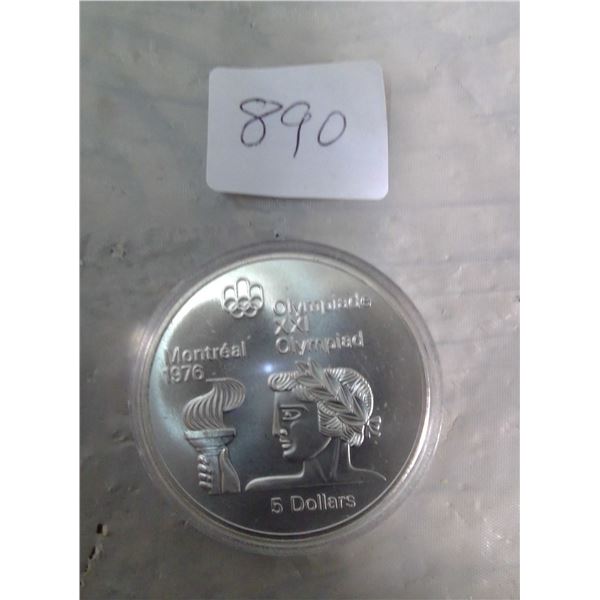 890
Olympiade
XXI
Olympiad
Montréal
1976
5 Dollars